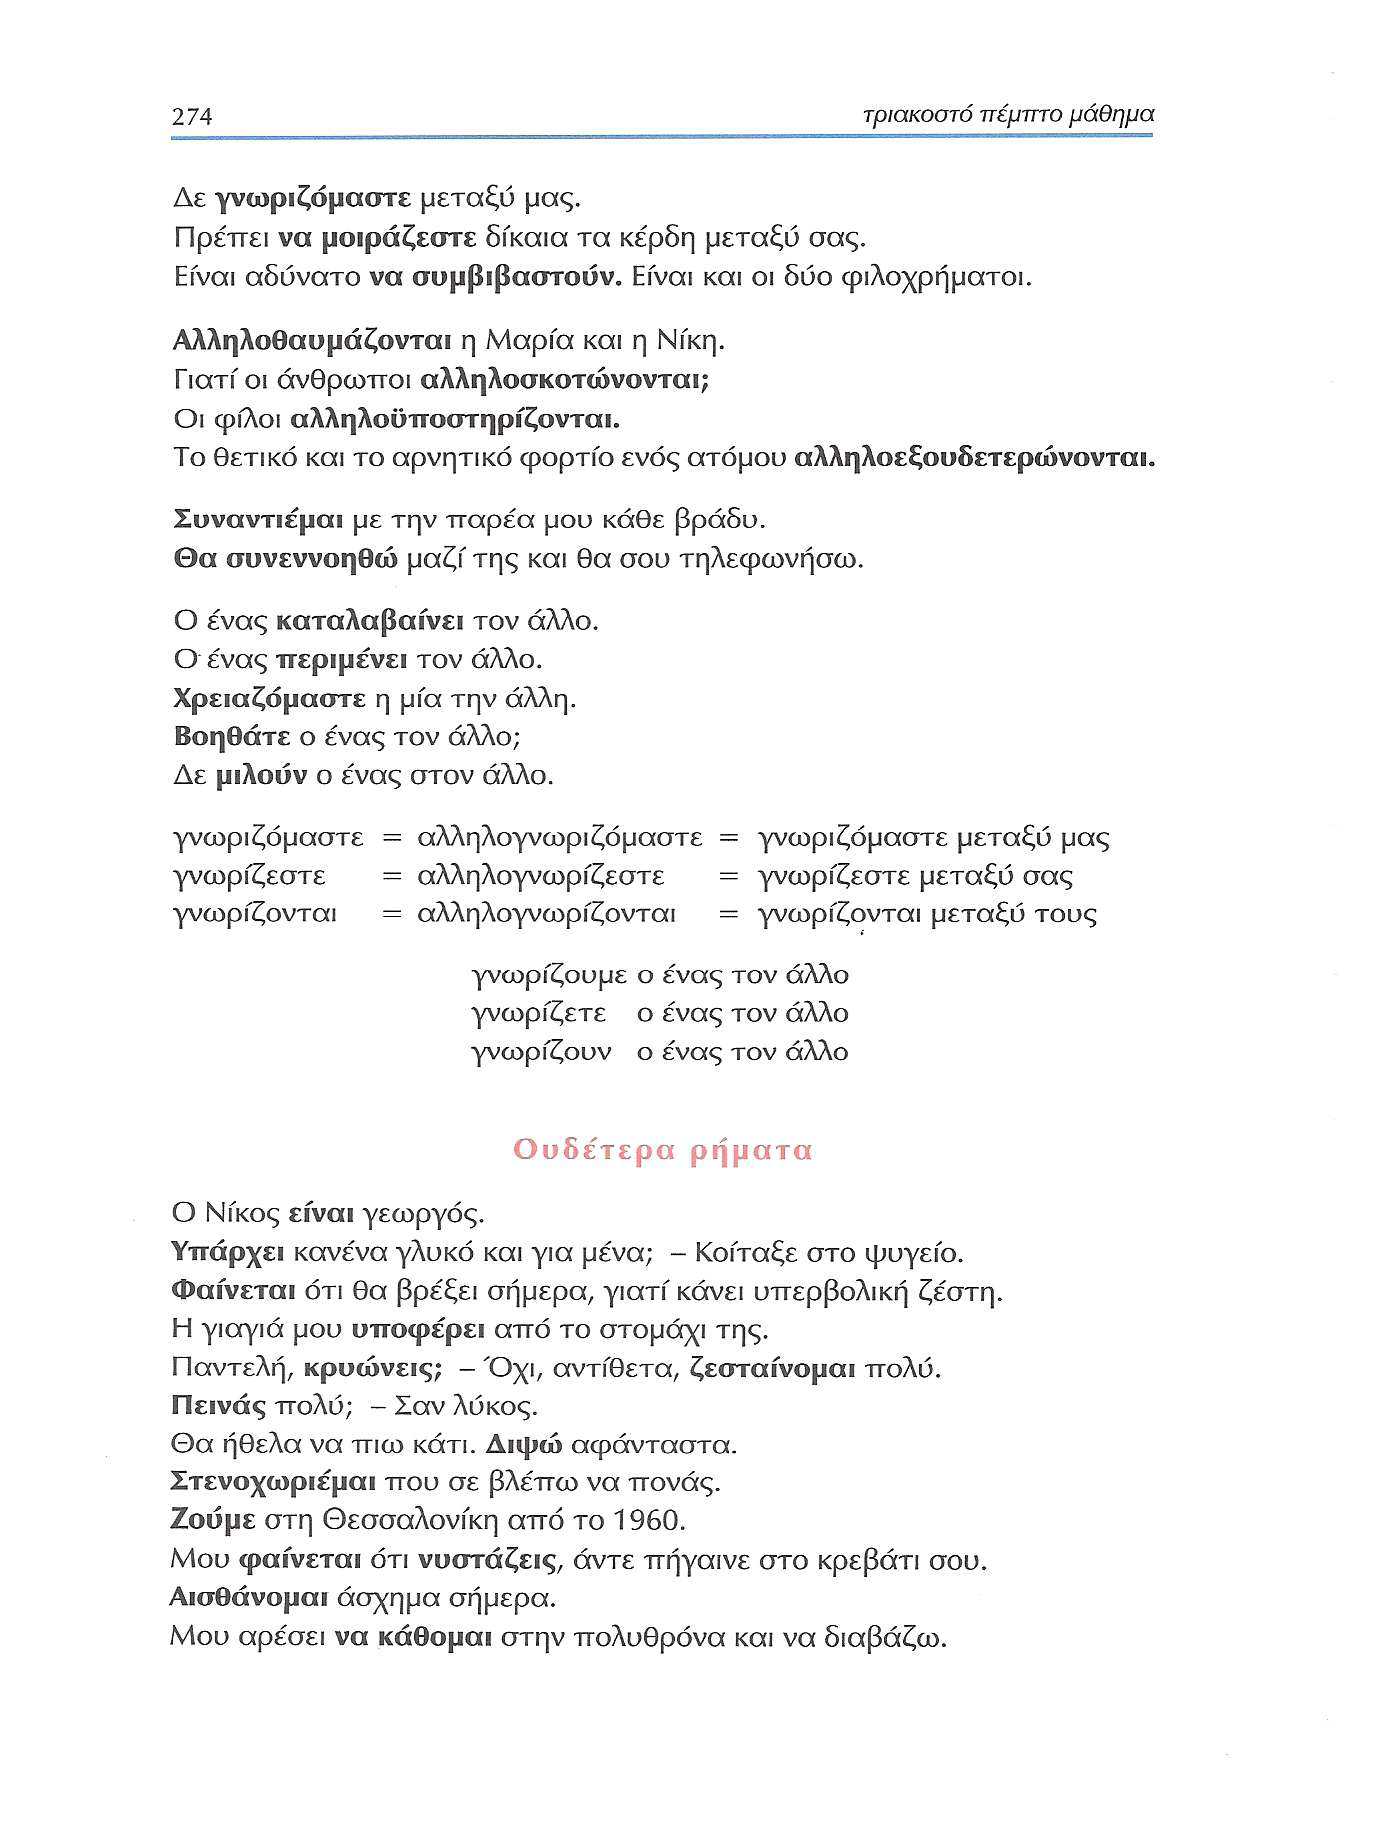 274 τριακοστό πέμπτο μάθημα
Δε γνωριζόμαστε μεταξύ μας.
Πρέπει να μοιράζεστε δίκαια τα κέρδη μεταξύ σας.
Είναι αδύνατο να συμβιβαστούν. Είναι και οι δύο φιλοχρήματοι.
Αλληλοθαυμάζονται η Μαρία και η Νίκη.
Γιατί οι άνθρωποι αλληλοσκοτώνονται;
Οι φίλοι αλληλοϋποστηρίζονται.
Το θετικό και το αρνητικό φορτίο ενός ατόμου αλληλοεξουδετερώνονται.
Συναντιέμαι με την παρέα μου κάθε βράδυ.
Θα συνεννοηθώ μαζί της και θα σου τηλεφωνήσω.
Ο ένας καταλαβαίνει τον άλλο.
Ο ένας περιμένει τον άλλο.
Χρειαζόμαστε η μία την άλλη.
Βοηθάτε ο ένας τον άλλο;
Δε μιλούν ο ένας στον άλλο.
γνωριζόμαστε = αλληλογνωριζόμαστε = γνωριζόμαστε μεταξύ μας
γνωρίζεστε = αλληλογνωρίζεστε = γνωρίζεστε μεταξύ σας
γνωρίζονται = αλληλογνωρίζονται = γνωρίζονται μεταξύ τους
γνωρίζουμε ο ένας τον άλλο
γνωρίζετε ο ένας τον άλλο
γνωρίζουν ο ένας τον άλλο
Ουδέτερα ρήματα
Ο Νίκος είναι γεωργός.
Υπάρχει κανένα γλυκό και για μένα; – Κοίταξε στο ψυγείο.
Φαίνεται ότι θα βρέξει σήμερα, γιατί κάνει υπερβολική ζέστη.
Η γιαγιά μου υποφέρει από το στομάχι της.
Παντελή, κρυώνεις; – Όχι, αντίθετα, ζεσταίνομαι πολύ.
Πεινάς πολύ; – Σαν λύκος.
Θα ήθελα να πιω κάτι. Διψώ αφάνταστα.
Στενοχωριέμαι που σε βλέπω να πονάς.
Ζούμε στη Θεσσαλονίκη από το 1960.
Μου φαίνεται ότι νυστάζεις, άντε πήγαινε στο κρεβάτι σου.
Αισθάνομαι άσχημα σήμερα.
Μου αρέσει να κάθομαι στην πολυθρόνα και να διαβάζω.